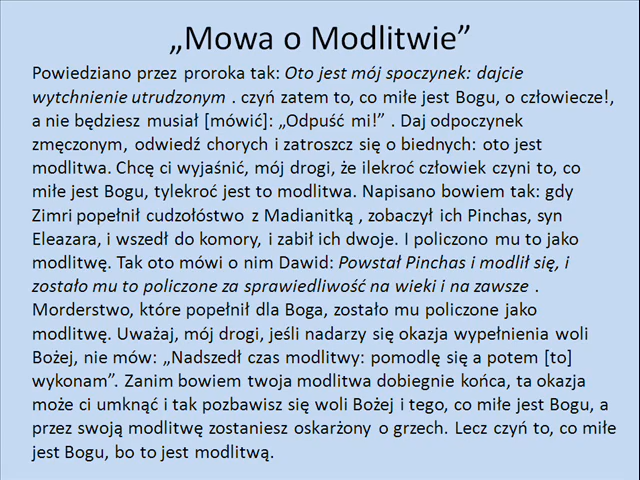 „Mowa o Modlitwie”
Powiedziano przez proroka tak: Oto jest mój spoczynek: dajcie
wytchnienie utrudzonym . czyń zatem to, co miłe jest Bogu, o człowiecze!,
a nie będziesz musiał [mówić]: „Odpuść mi!” . Daj odpoczynek
zmęczonym, odwiedź chorych i zatroszcz się o biednych: oto jest
modlitwa. Chcę ci wyjaśnić, mój drogi, że ilekroć człowiek czyni to, co
miłe jest Bogu, tylekroć jest to modlitwa. Napisano bowiem tak: gdy
Zimri popełnił cudzołóstwo z Madianitką , zobaczył ich Pinchas, syn
Eleazara, i wszedł do komory, i zabił ich dwoje. I policzono mu to jako
modlitwę. Tak oto mówi o nim Dawid: Powstał Pinchas i modlił się, i
zostało mu to policzone za sprawiedliwość na wieki i na zawsze .
Morderstwo, które popełnił dla Boga, zostało mu policzone jako
modlitwę. Uważaj, mój drogi, jeśli nadarzy się okazja wypełnienia woli
Bożej, nie mów: „Nadszedł czas modlitwy: pomodlę się a potem [to]
wykonam”. Zanim bowiem twoja modlitwa dobiegnie końca, ta okazja
może ci umknąć i tak pozbawisz się woli Bożej i tego, co miłe jest Bogu, a
przez swoją modlitwę zostaniesz oskarżony o grzech. Lecz czyń to, co miłe
jest Bogu, bo to jest modlitwą.